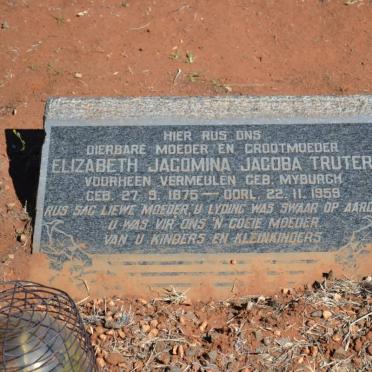 HIER RUS ONS
DIERBARE MOEDER EN GROOTMOEDER
ELIZABETH JACOMINA JACOBA TRUTER
VOORHEEN VERMEULEN GEB. MYBURGH
GEB. 27. 9. 1875 — OORL. 22. 11. 1959
RUS SAG LIEWE MOEDER, U LYDING WAS SWAAR OP AARD
U WAS VIR ONS 'N GOEIE MOEDER
VAN U KINDERS EN KLEINKINDERS